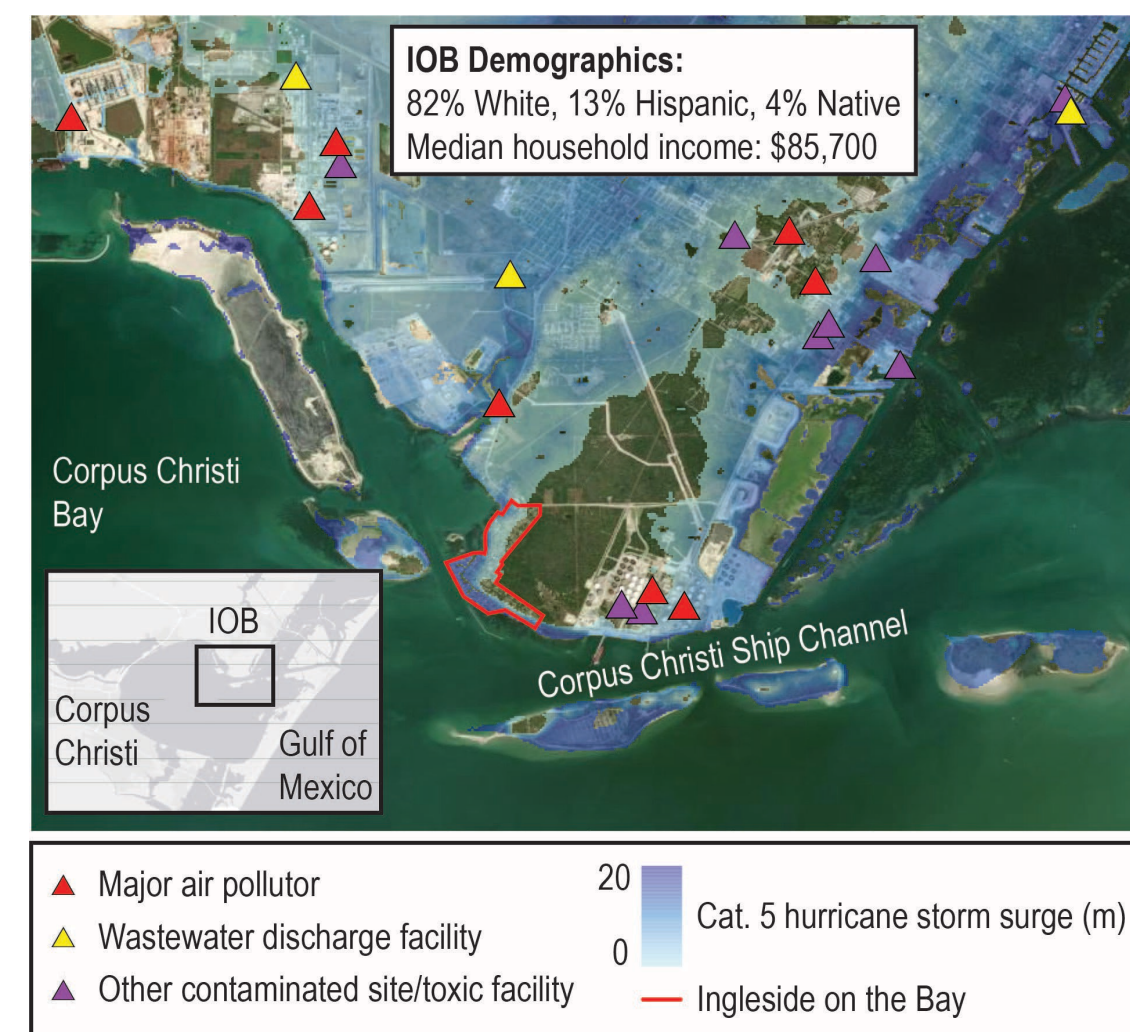 IOB Demographics:
82% White, 13% Hispanic, 4% Native
Median household income: $85,700
Corpus Christi
Bay
Corpus Christi Ship Channel
IOB
Corpus
Christi
Gulf of
Mexico
Major air pollutor
Wastewater discharge facility
Other contaminated site/toxic facility
20
0
Cat. 5 hurricane storm surge (m)
Ingleside on the Bay